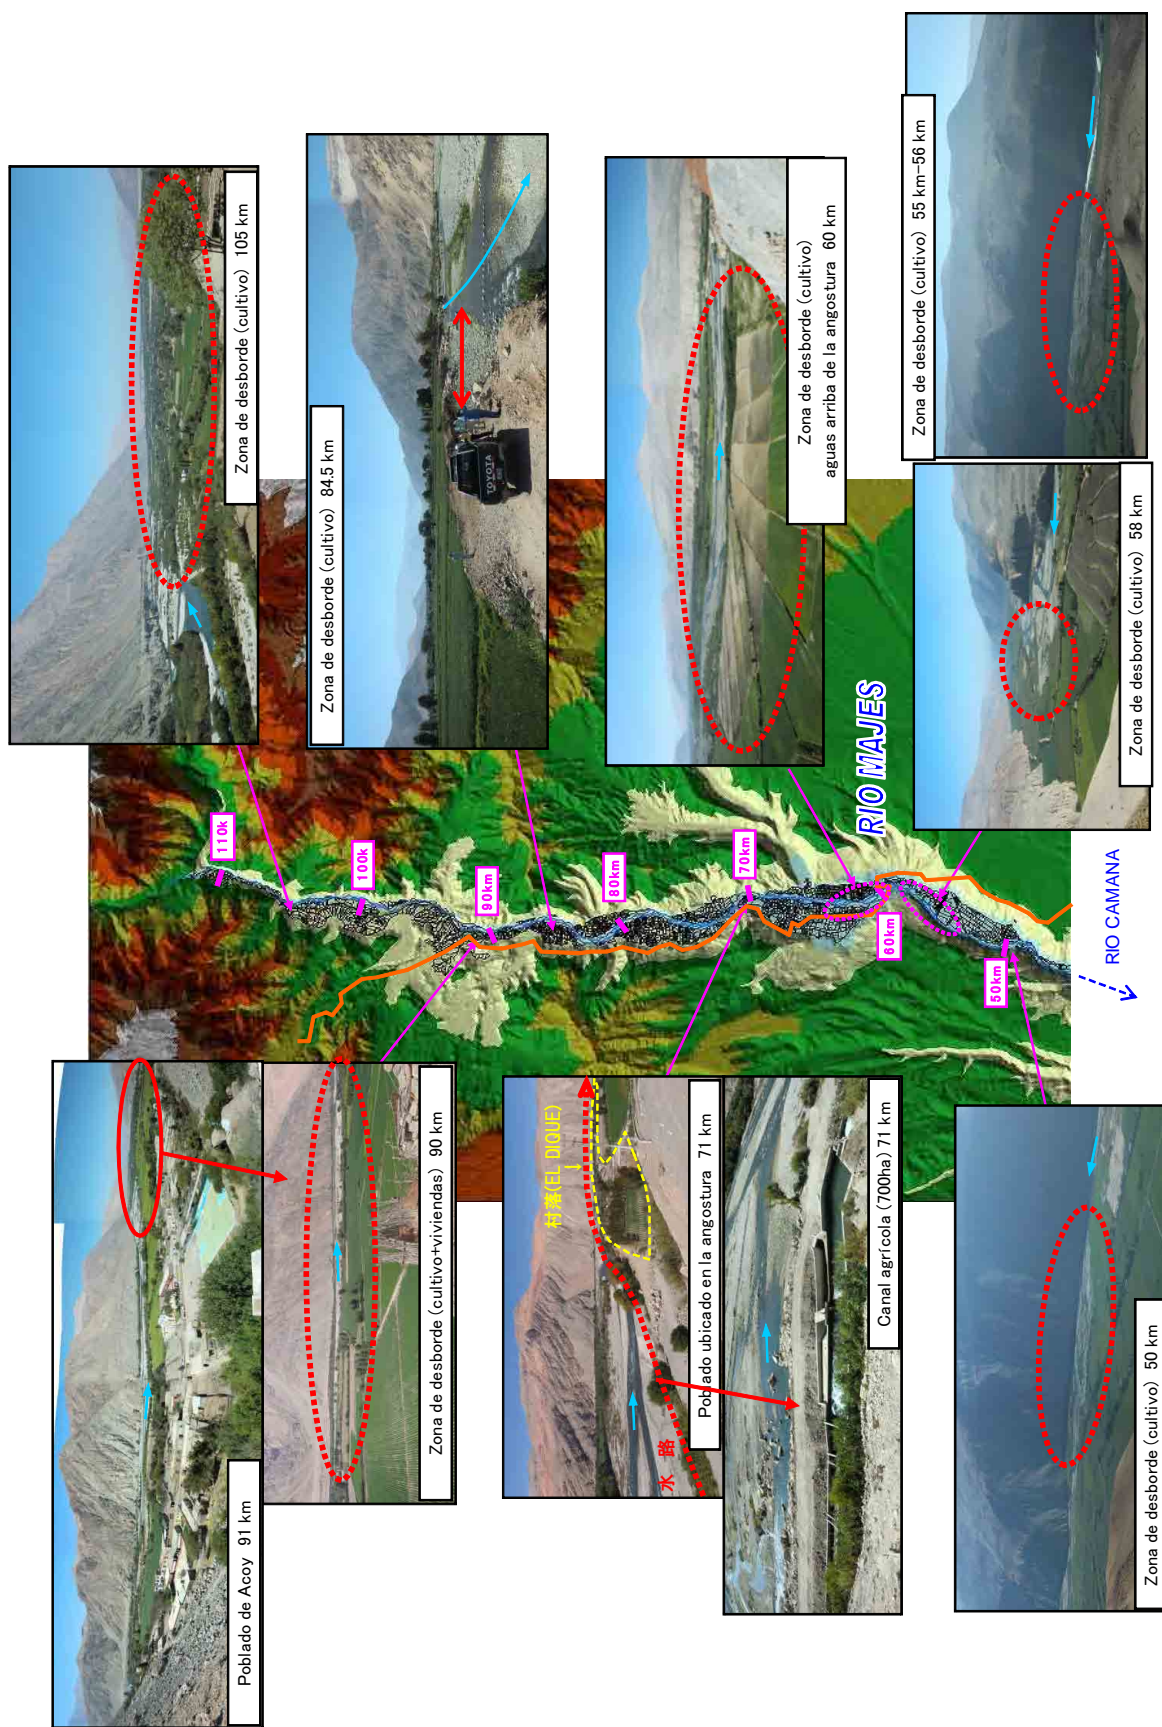 Zona de desborde (cultivo) 105 km
Zona de desborde (cultivo) 84.5 km
TOYOTA
Zona de desborde (cultivo)
aguas arriba de la angostura 60 km
Zona de desborde (cultivo) 55 km-56 km
Zona de desborde (cultivo) 58 km
110k
100k
90km
80km
70km
60km
50km
RIO MAJES
RIO CAMANA
Poblado de Acoy 91 km
Zona de desborde (cultivo+viviendas) 90 km
村落(EL DIQUE)
水路
Poblado ubicado en la angostura 71 km
Canal agrícola (700ha) 71 km
Zona de desborde (cultivo) 50 km